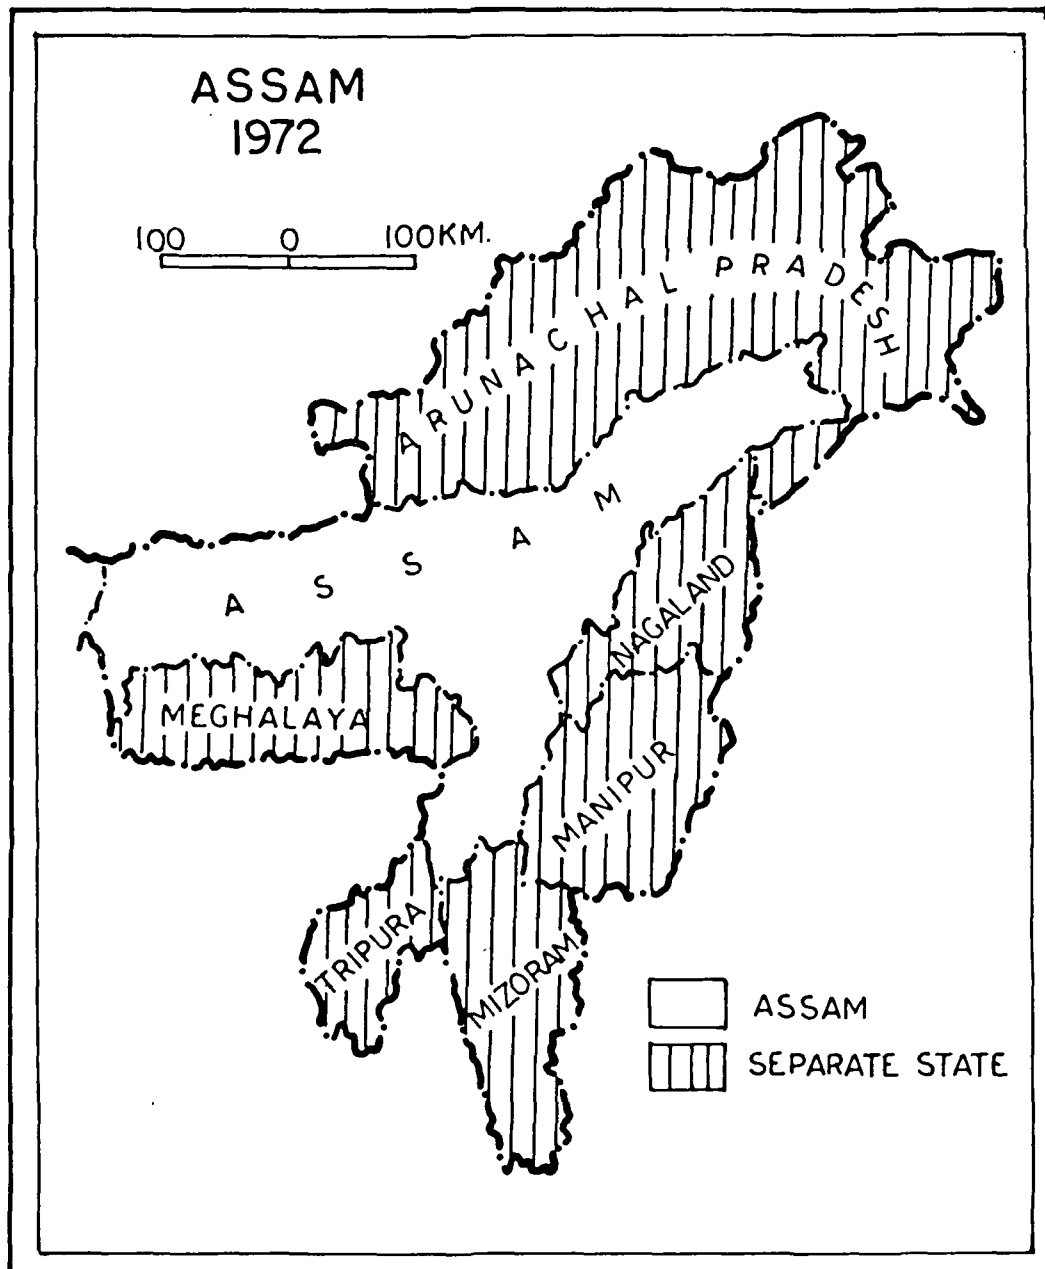 ASSAM
1972
100 0 100KM.
ARUNACHAL PRADESH
ASSAM
NAGALAND
MEGHALAYA
MANIPUR
TRIPURA
MIZORAM
ASSAM
SEPARATE STATE